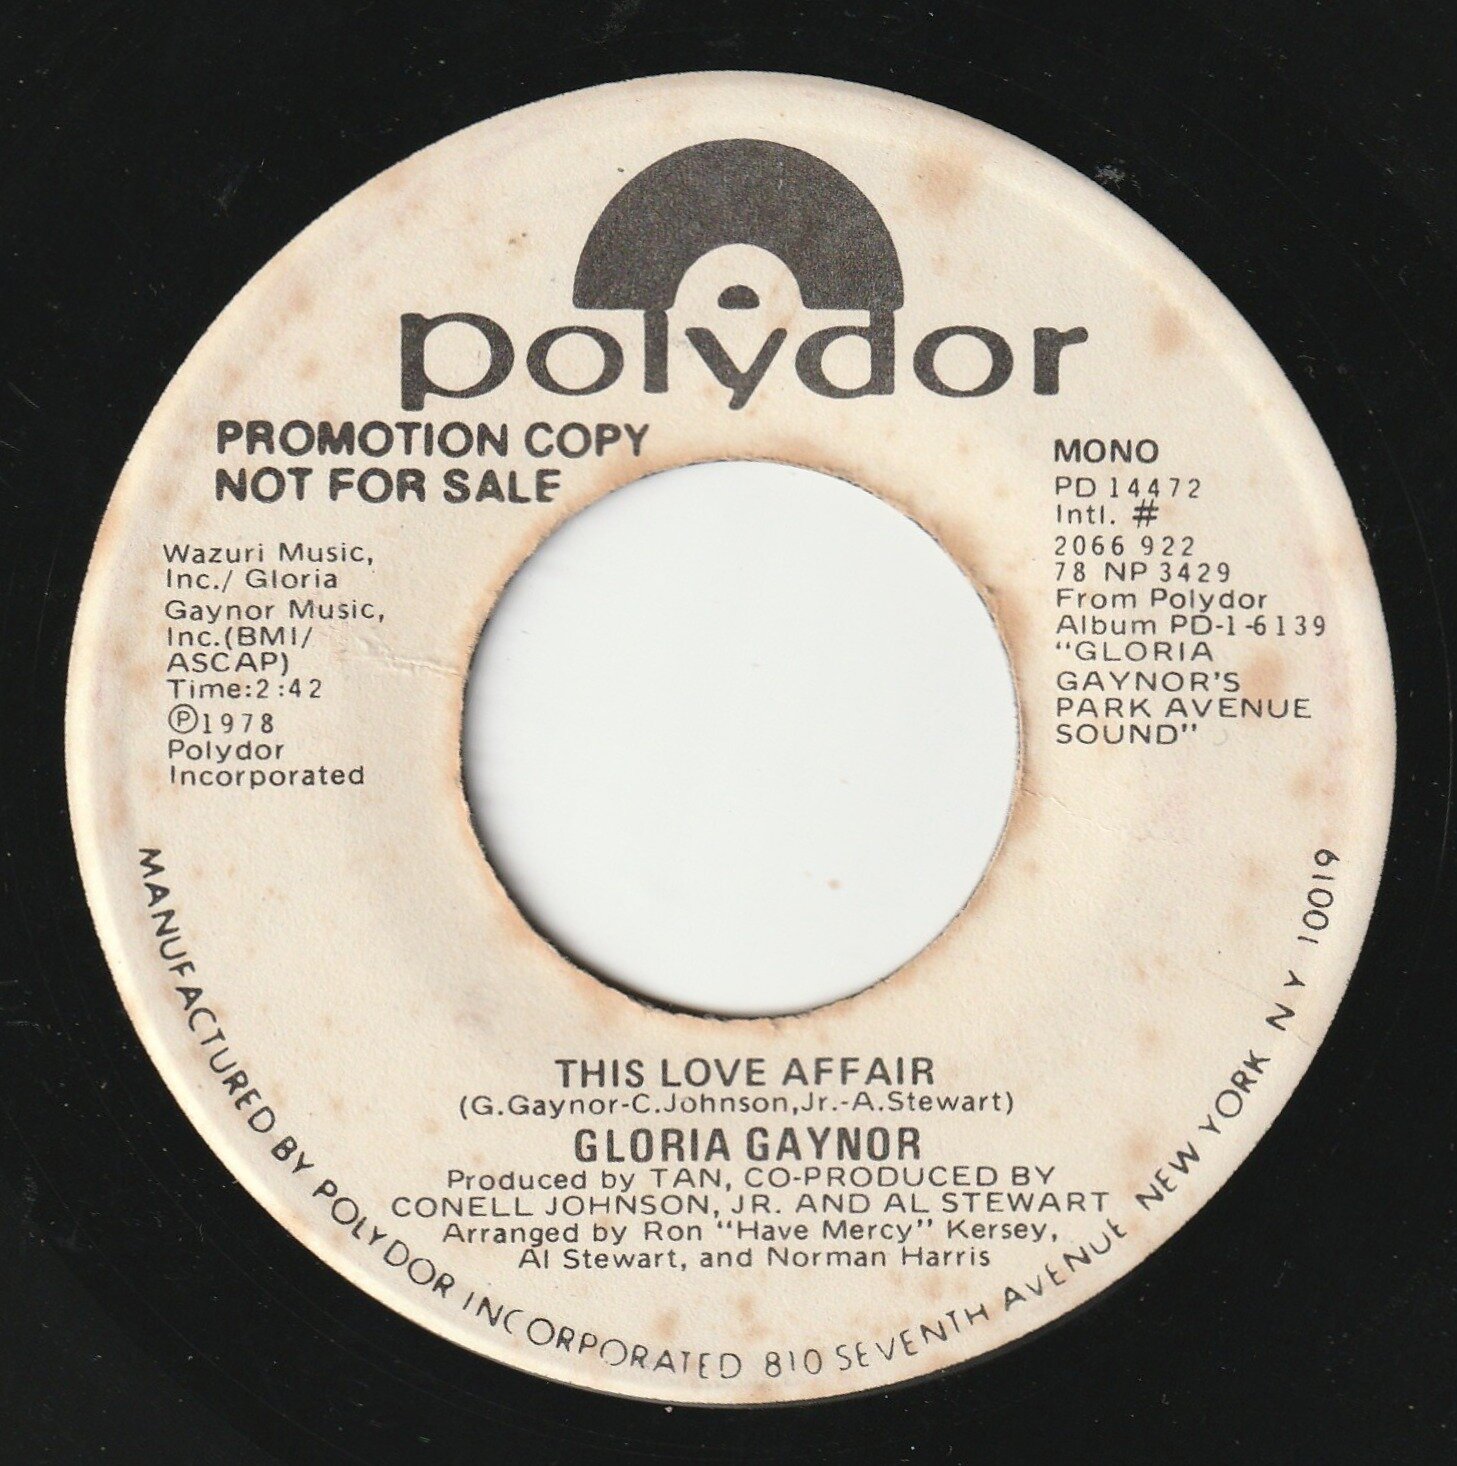 polydor
PROMOTION COPY
NOT FOR SALE
Wazuri Music,
Inc./ Gloria
Gaynor Music,
Inc.(BMI/
ASCAP)
Time:2:42
Ⓟ1978
Polydor
Incorporated
MONO
PD 14472
Intl. #
2066 922
78 NP 3429
From Polydor
Album PD-1-6139
"GLORIA
GAYNOR'S
PARK AVENUE
SOUND"
THIS LOVE AFFAIR
(G.Gaynor-C.Johnson,Jr.-A.Stewart)
GLORIA GAYNOR
Produced by TAN, CO-PRODUCED BY
CONELL JOHNSON, JR. AND AL STEWART
Arranged by Ron "Have Mercy" Kersey,
Al Stewart, and Norman Harris
MANUFACTURED BY POLYDOR INCORPORATED 810 SEVENTH AVENUE NEW YORK N Y 10019